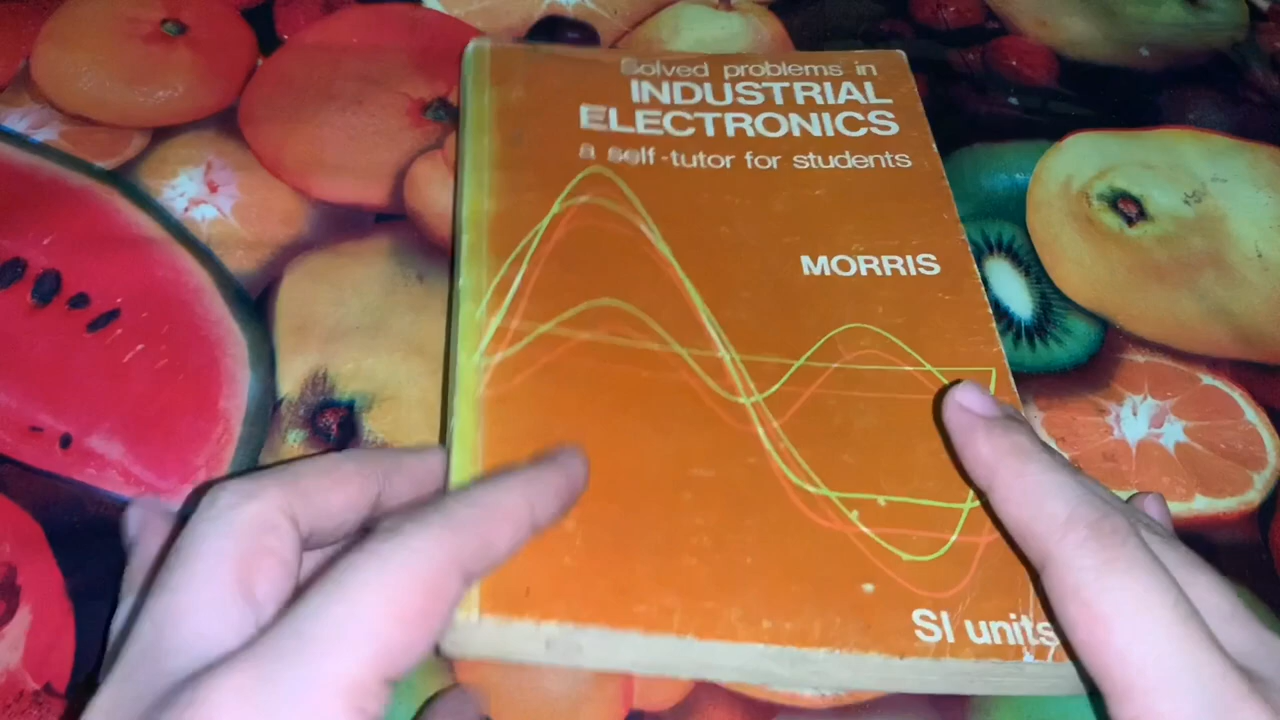 Solved problems in
INDUSTRIAL
ELECTRONICS
a self-tutor for students
MORRIS
SI units